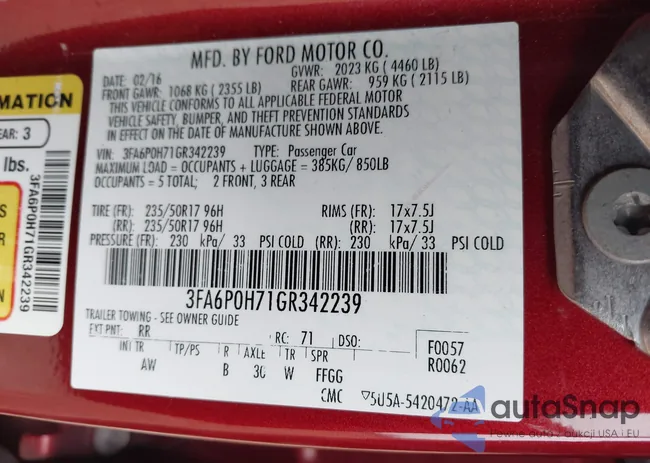 MFD. BY FORD MOTOR CO.
DATE: 02/16 GVWR: 2023 KG ( 4460 LB)
FRONT GAWR: 1068 KG ( 2355 LB) REAR GAWR: 959 KG ( 2115 LB)
THIS VEHICLE CONFORMS TO ALL APPLICABLE FEDERAL MOTOR
VEHICLE SAFETY, BUMPER, AND THEFT PREVENTION STANDARDS
IN EFFECT ON THE DATE OF MANUFACTURE SHOWN ABOVE.
VIN: 3FA6P0H71GR342239 TYPE: Passenger Car
MAXIMUM LOAD = OCCUPANTS + LUGGAGE = 385KG/ 850LB
OCCUPANTS = 5 TOTAL; 2 FRONT, 3 REAR
TIRE (FR): 235/50R17 96H RIMS (FR): 17x7.5J
(RR): 235/50R17 96H (RR): 17x7.5J
PRESSURE (FR): 230 kPa/ 33 PSI COLD (RR): 230 kPa/ 33 PSI COLD
3FA6P0H71GR342239
TRAILER TOWING - SEE OWNER GUIDE
EXT PNT: RR RC: 71 DSO: F0057
R0062
INT TR TP/PS R AXLE TR SPR
AW B 30 W FFGG
CMC 5U5A-5420472-AA
MATION
EAR: 3
lbs.
3FA6P0H71GR342239
autoSnap
Pewne auto z aukcji USA i EU